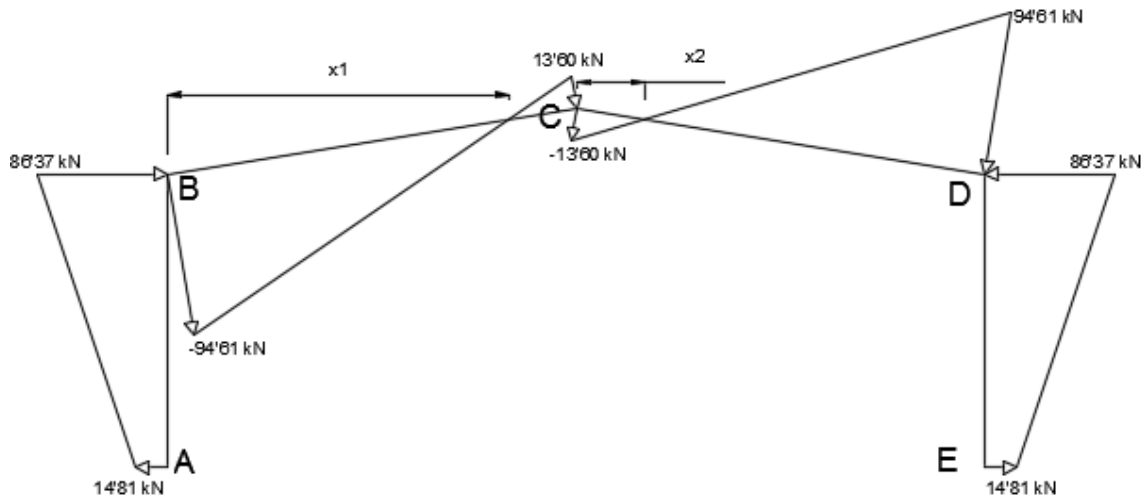 94'61 kN
13'60 kN
x1
x2
C
-13'60 kN
86'37 kN
86'37 kN
B
D
-94'61 kN
A
E
14'81 kN
14'81 kN